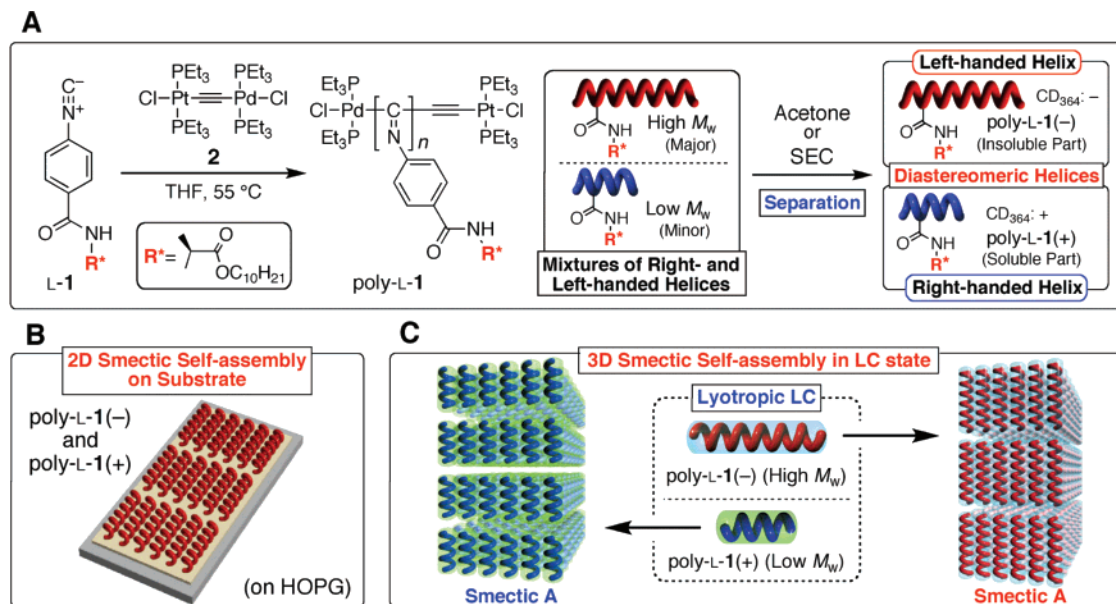 A
C−
N+
O
NH
R*
L-1
PEt3 PEt3
Cl Pt Pd Cl
PEt3 PEt3
2
THF, 55 °C
R*=
O
OC10H21
Et3P
Cl Pd C Pt Cl
Et3P
PEt3
PEt3
N
n
O
NH
R*
poly-L-1
High Mw
(Major)
O
NH
R*
Low Mw
(Minor)
O
NH
R*
Mixtures of Right- and
Left-handed Helices
Acetone
or
SEC
Separation
Left-handed Helix
CD364: –
poly-L-1(–)
(Insoluble Part)
O
NH
R*
Diastereomeric Helices
CD364: +
poly-L-1(+)
(Soluble Part)
O
NH
R*
Right-handed Helix
B
2D Smectic Self-assembly
on Substrate
poly-L-1(–)
and
poly-L-1(+)
(on HOPG)
C
3D Smectic Self-assembly in LC state
Lyotropic LC
poly-L-1(–) (High Mw)
poly-L-1(+) (Low Mw)
Smectic A
Smectic A